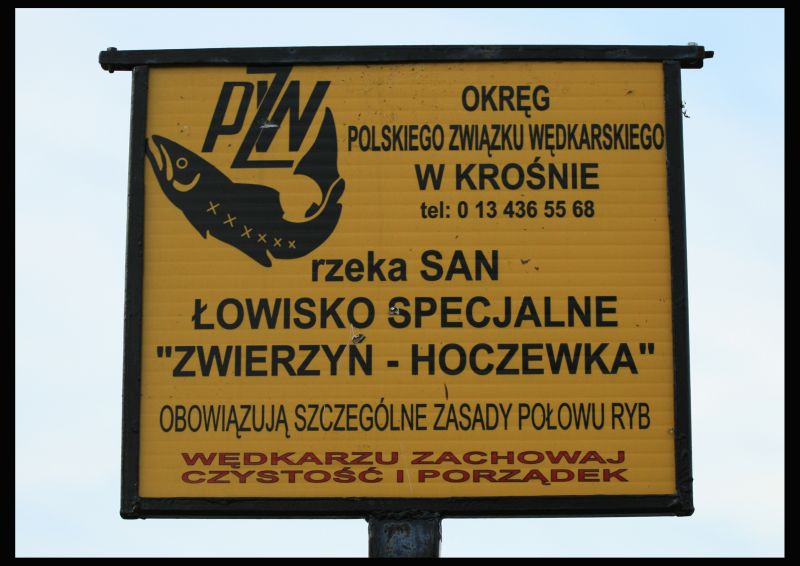 PZW
OKRĘG
POLSKIEGO ZWIĄZKU WĘDKARSKIEGO
W KROŚNIE
tel: 0 13 436 55 68
rzeka SAN
ŁOWISKO SPECJALNE
"ZWIERZYŃ - HOCZEWKA"
OBOWIĄZUJĄ SZCZEGÓLNE ZASADY POŁOWU RYB
WĘDKARZU ZACHOWAJ
CZYSTOŚĆ I PORZĄDEK